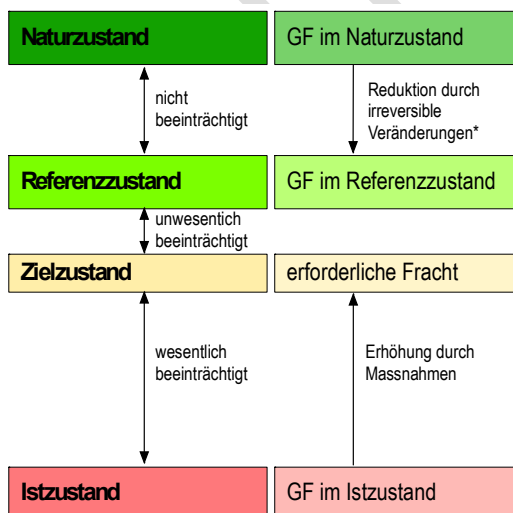 Naturzustand
GF im Naturzustand
nicht
beeinträchtigt
Reduktion durch
irreversible
Veränderungen*
Referenzzustand
GF im Referenzzustand
unwesentich
beeinträchtigt
Zielzustand
erforderliche Fracht
wesentlich
beeinträchtigt
Erhöhung durch
Massnahmen
Istzustand
GF im Istzustand